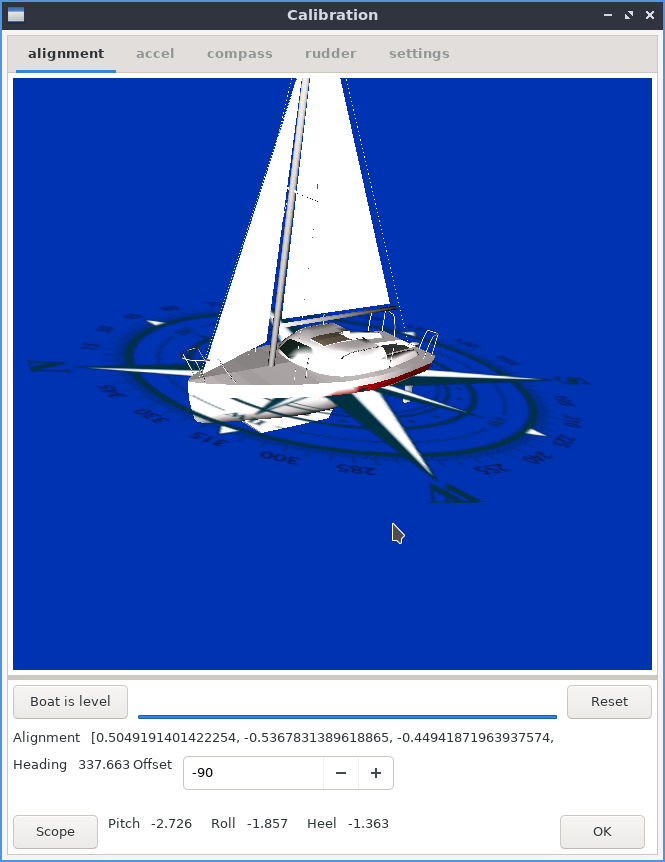 Calibration
alignment accel compass rudder settings
N
345
330
315
300
285
W
255
240
Boat is level
Reset
Alignment [0.5049191401422254, -0.5367831389618865, -0.44941871963937574,
Heading 337.663 Offset -90 − +
Scope Pitch -2.726 Roll -1.857 Heel -1.363 OK